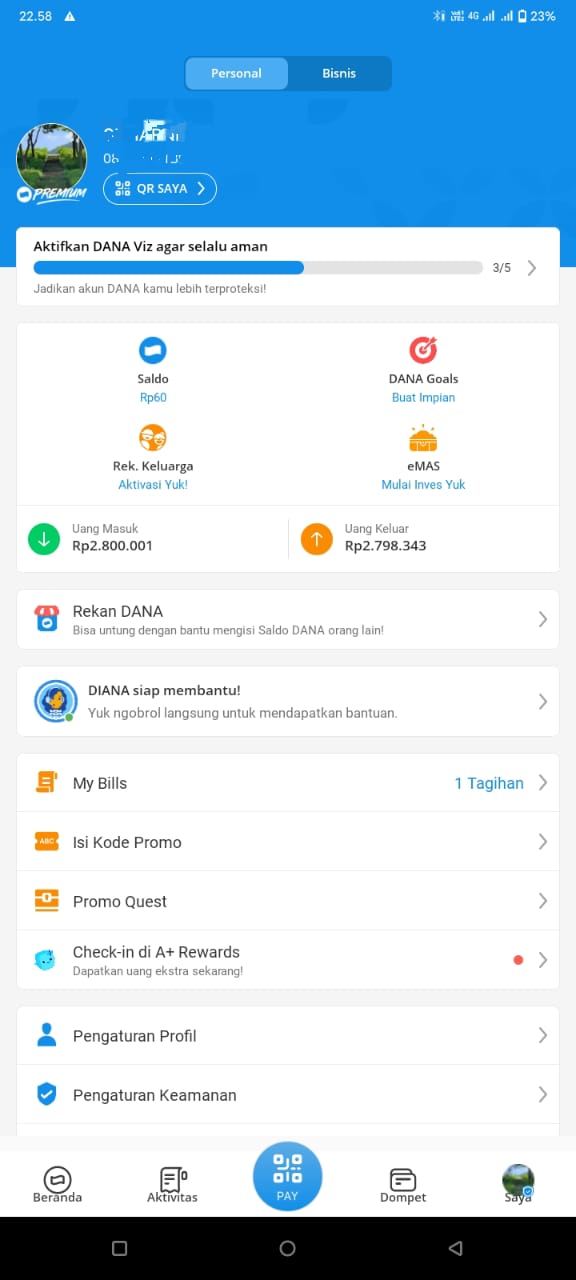 22.58
4G
23%
Personal
Bisnis
PREMIUM
QR SAYA
Aktifkan DANA Viz agar selalu aman
3/5
Jadikan akun DANA kamu lebih terproteksi!
Saldo
Rp60
DANA Goals
Buat Impian
Rek. Keluarga
Aktivasi Yuk!
eMAS
Mulai Inves Yuk
Uang Masuk
Rp2.800.001
Uang Keluar
Rp2.798.343
Rekan DANA
Bisa untung dengan bantu mengisi Saldo DANA orang lain!
DIANA siap membantu!
Yuk ngobrol langsung untuk mendapatkan bantuan.
My Bills
1 Tagihan
ABC
Isi Kode Promo
Promo Quest
Check-in di A+ Rewards
Dapatkan uang ekstra sekarang!
Pengaturan Profil
Pengaturan Keamanan
Beranda
Aktivitas
PAY
Dompet
Saya